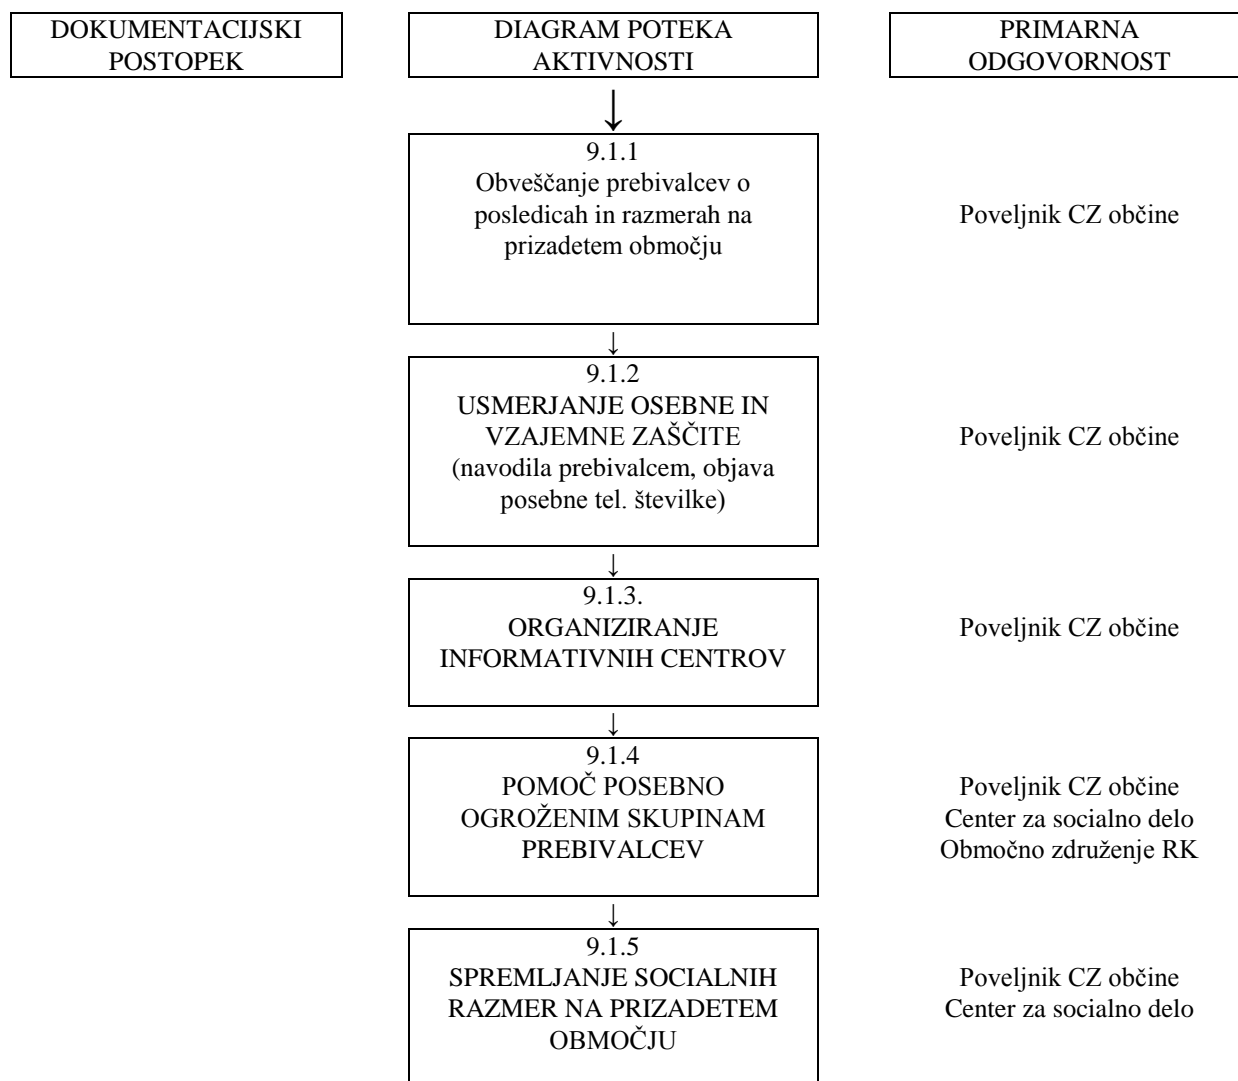 DOKUMENTACIJSKI
POSTOPEK
DIAGRAM POTEKA
AKTIVNOSTI
PRIMARNA
ODGOVORNOST
↓
9.1.1
Obveščanje prebivalcev o
posledicah in razmerah na
prizadetem območju
Poveljnik CZ občine
↓
9.1.2
USMERJANJE OSEBNE IN
VZAJEMNE ZAŠČITE
(navodila prebivalcem, objava
posebne tel. številke)
Poveljnik CZ občine
↓
9.1.3.
ORGANIZIRANJE
INFORMATIVNIH CENTROV
Poveljnik CZ občine
↓
9.1.4
POMOČ POSEBNO
OGROŽENIM SKUPINAM
PREBIVALCEV
Poveljnik CZ občine
Center za socialno delo
Območno združenje RK
↓
9.1.5
SPREMLJANJE SOCIALNIH
RAZMER NA PRIZADETEM
OBMOČJU
Poveljnik CZ občine
Center za socialno delo